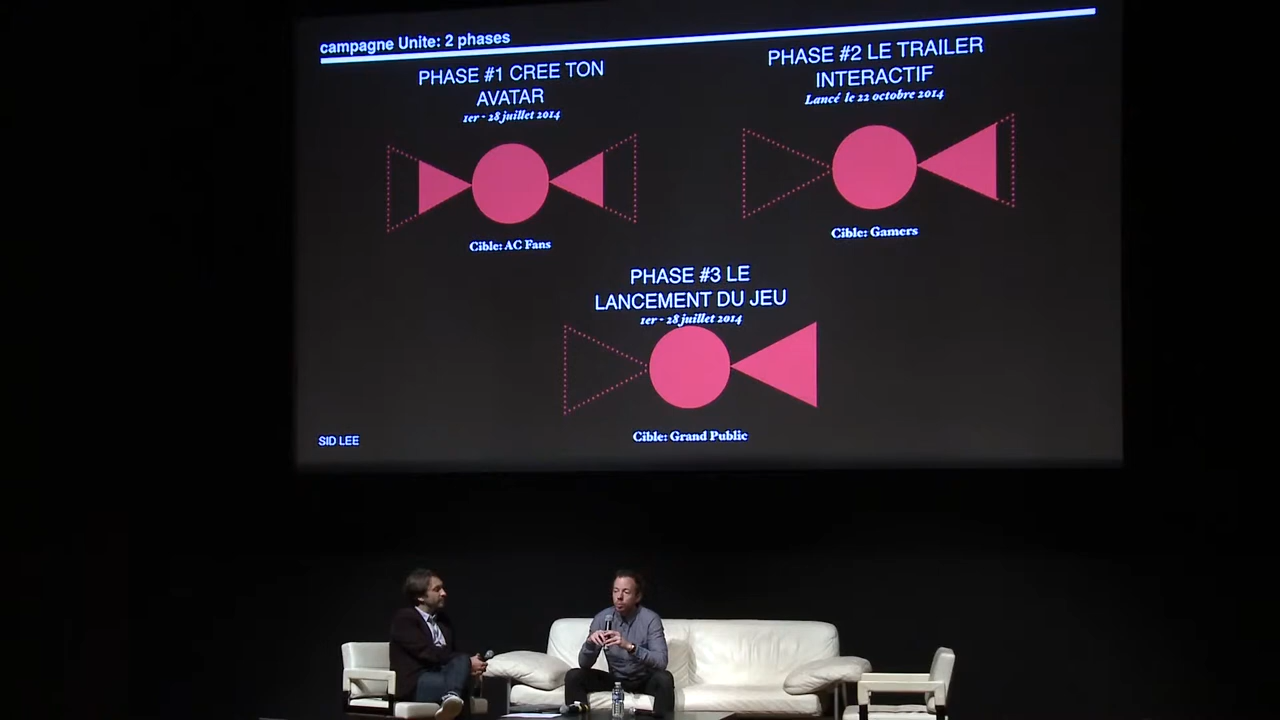 campagne Unite: 2 phases
PHASE #1 CREE TON
AVATAR
1er - 28 juillet 2014
Cible: AC Fans
PHASE #2 LE TRAILER
INTERACTIF
Lancé le 22 octobre 2014
Cible: Gamers
PHASE #3 LE
LANCEMENT DU JEU
1er - 28 juillet 2014
Cible: Grand Public
SID LEE